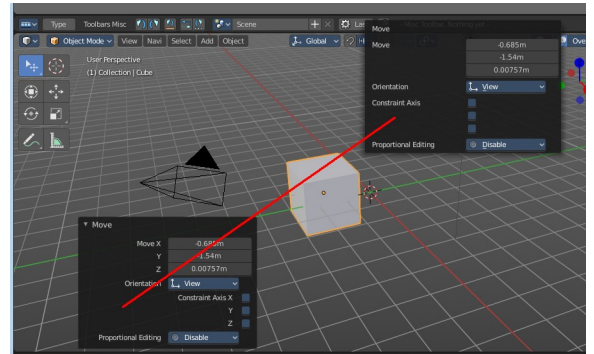 Type Toolbars Misc Scene
Object Mode View Navi Select Add Object Global
User Perspective
(1) Collection | Cube
Move
Move -0.685m
-1.54m
0.00757m
Orientation View
Constraint Axis
Proportional Editing Disable
Move
Move X -0.685m
Y -1.54m
Z 0.00757m
Orientation View
Constraint Axis X
Y
Z
Proportional Editing Disable